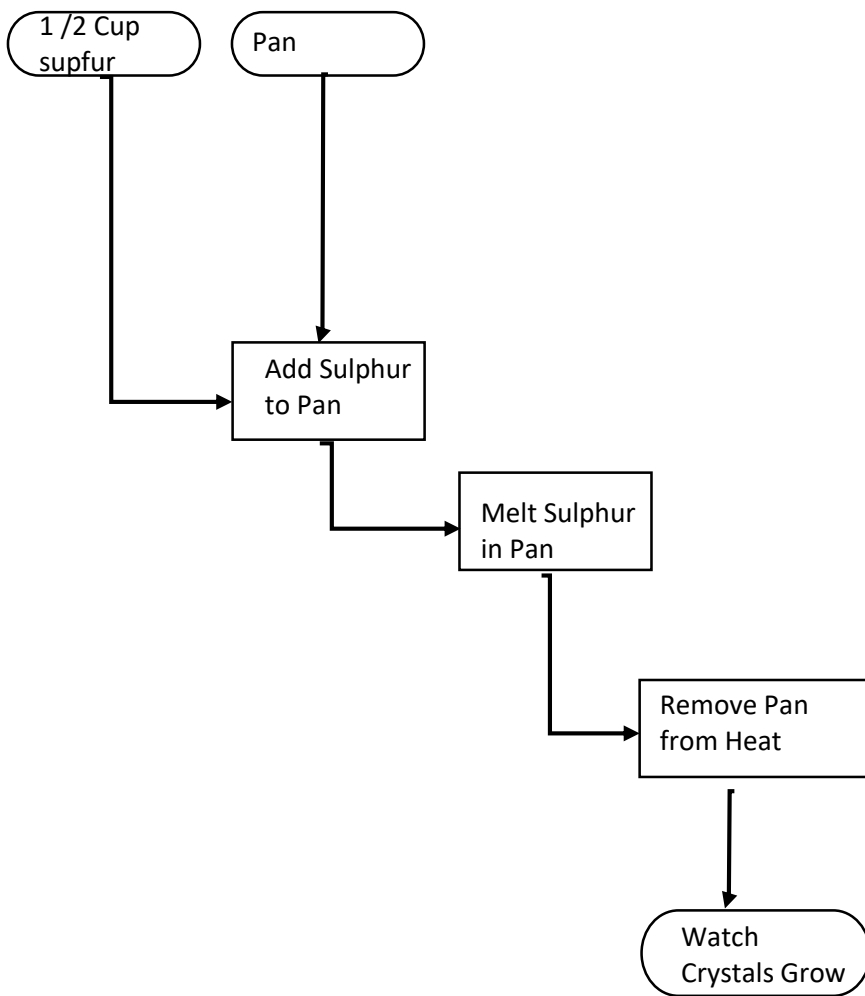 1 /2 Cup
supfur
Pan
Add Sulphur
to Pan
Melt Sulphur
in Pan
Remove Pan
from Heat
Watch
Crystals Grow